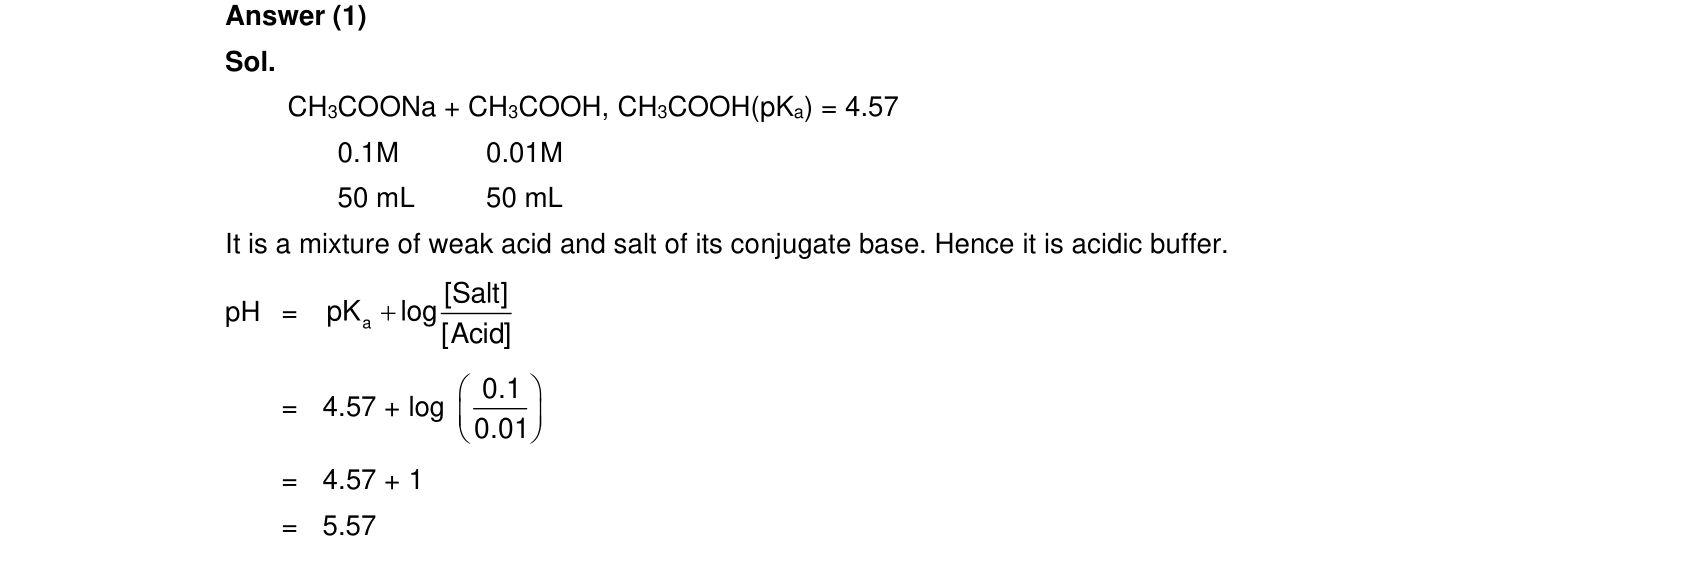 Answer (1)
Sol.
CH₃COONa + CH₃COOH, CH₃COOH(pKₐ) = 4.57
0.1M 0.01M
50 mL 50 mL
It is a mixture of weak acid and salt of its conjugate base. Hence it is acidic buffer.
pH = pKₐ + log [Salt]/[Acid]
= 4.57 + log (0.1/0.01)
= 4.57 + 1
= 5.57